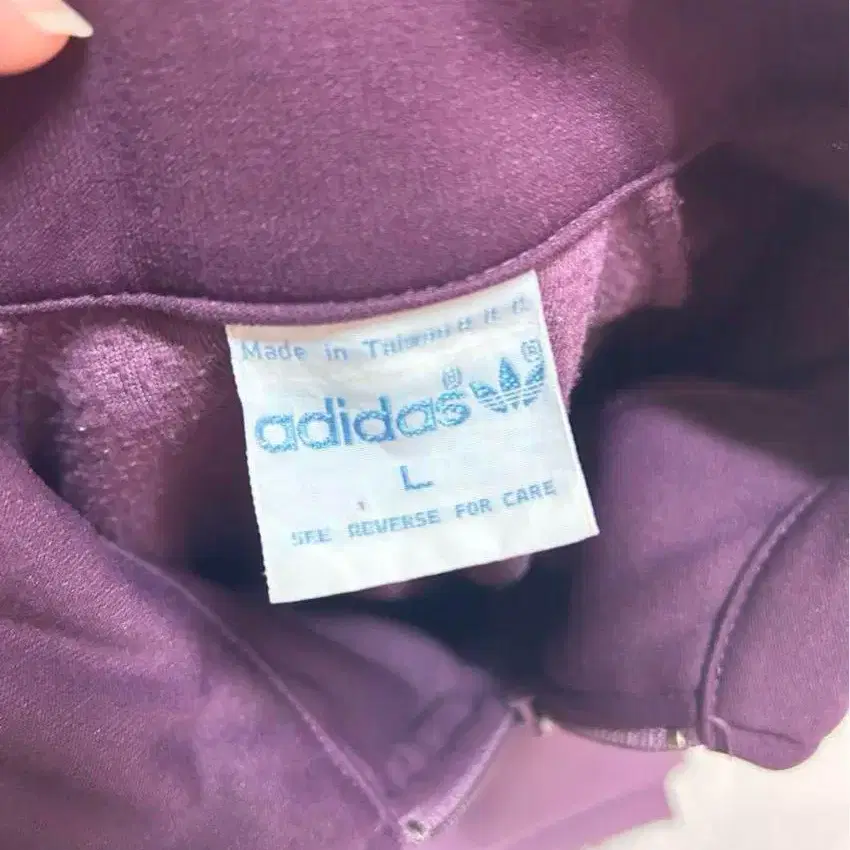 Made in Taiwan R.O.C.
adidas® ®
L
SEE REVERSE FOR CARE